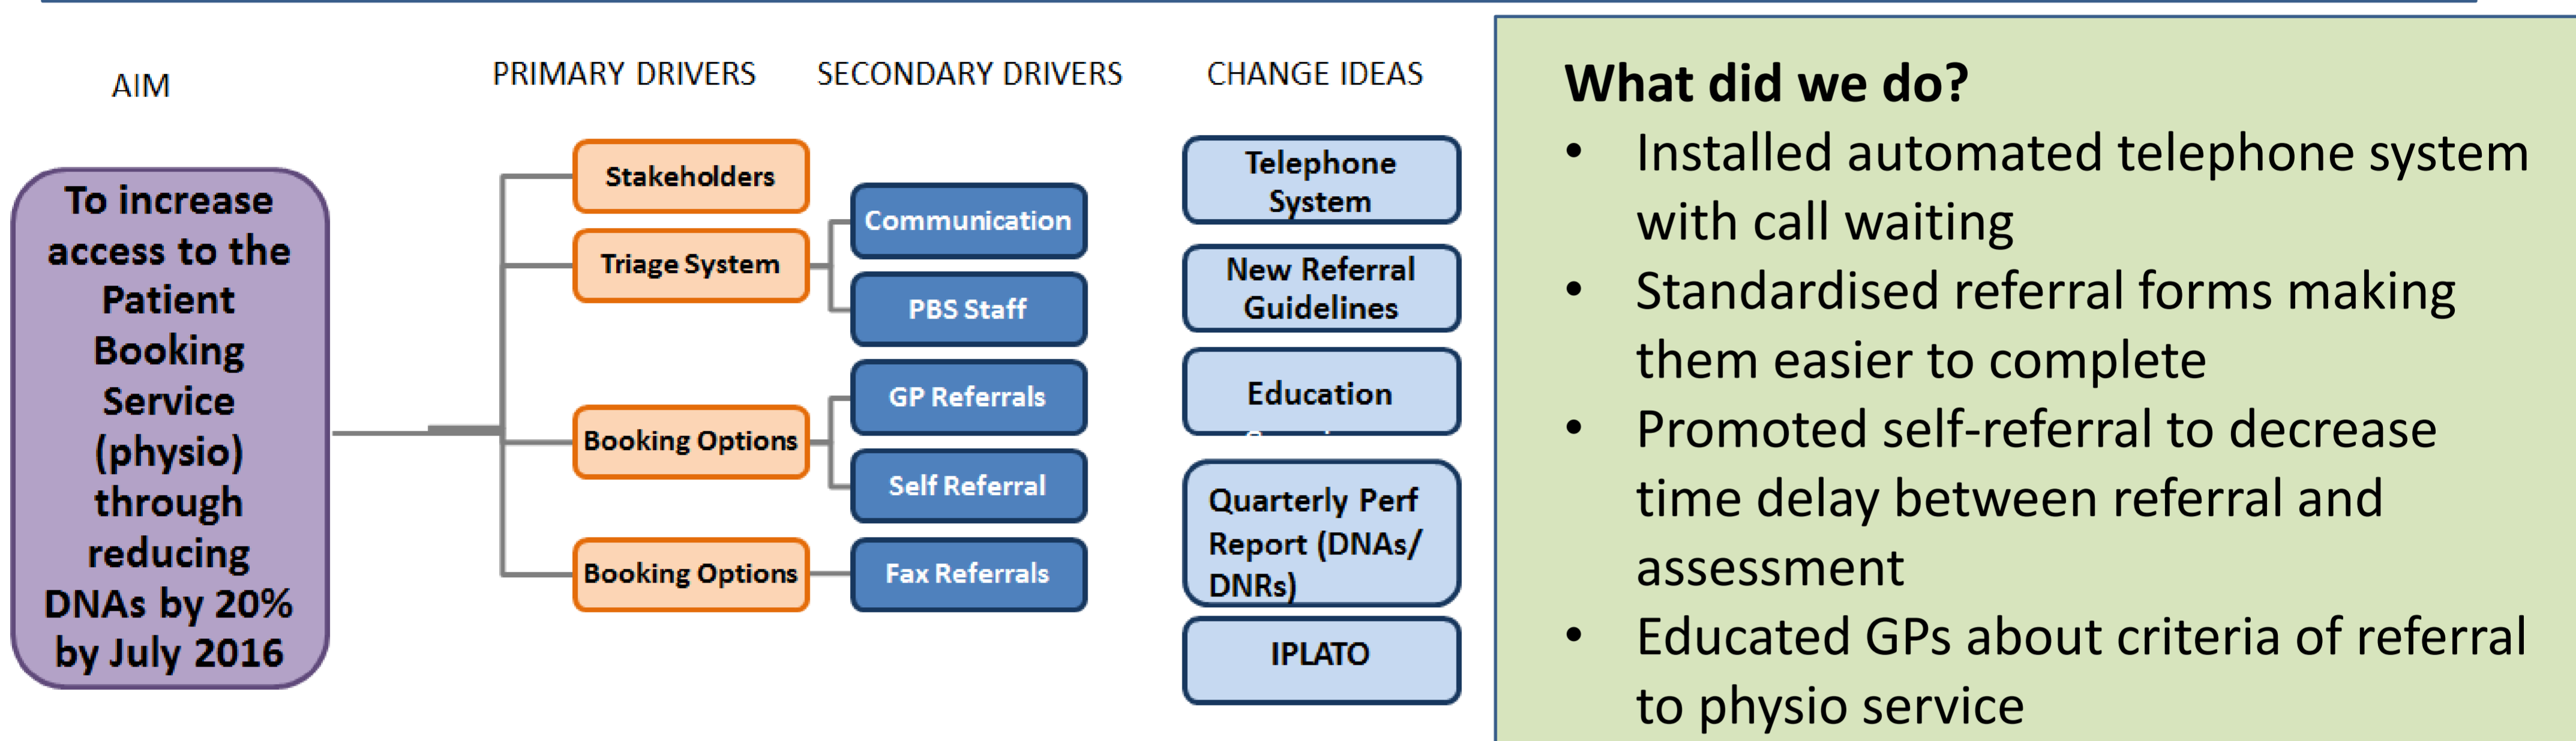 AIM
PRIMARY DRIVERS
SECONDARY DRIVERS
CHANGE IDEAS
To increase
access to the
Patient
Booking
Service
(physio)
through
reducing
DNAs by 20%
by July 2016
Stakeholders
Triage System
Booking Options
Booking Options
Communication
PBS Staff
GP Referrals
Self Referral
Fax Referrals
Telephone
System
New Referral
Guidelines
Education
Quarterly Perf
Report (DNAs/
DNRs)
IPLATO
What did we do?
• Installed automated telephone system
with call waiting
• Standardised referral forms making
them easier to complete
• Promoted self-referral to decrease
time delay between referral and
assessment
• Educated GPs about criteria of referral
to physio service